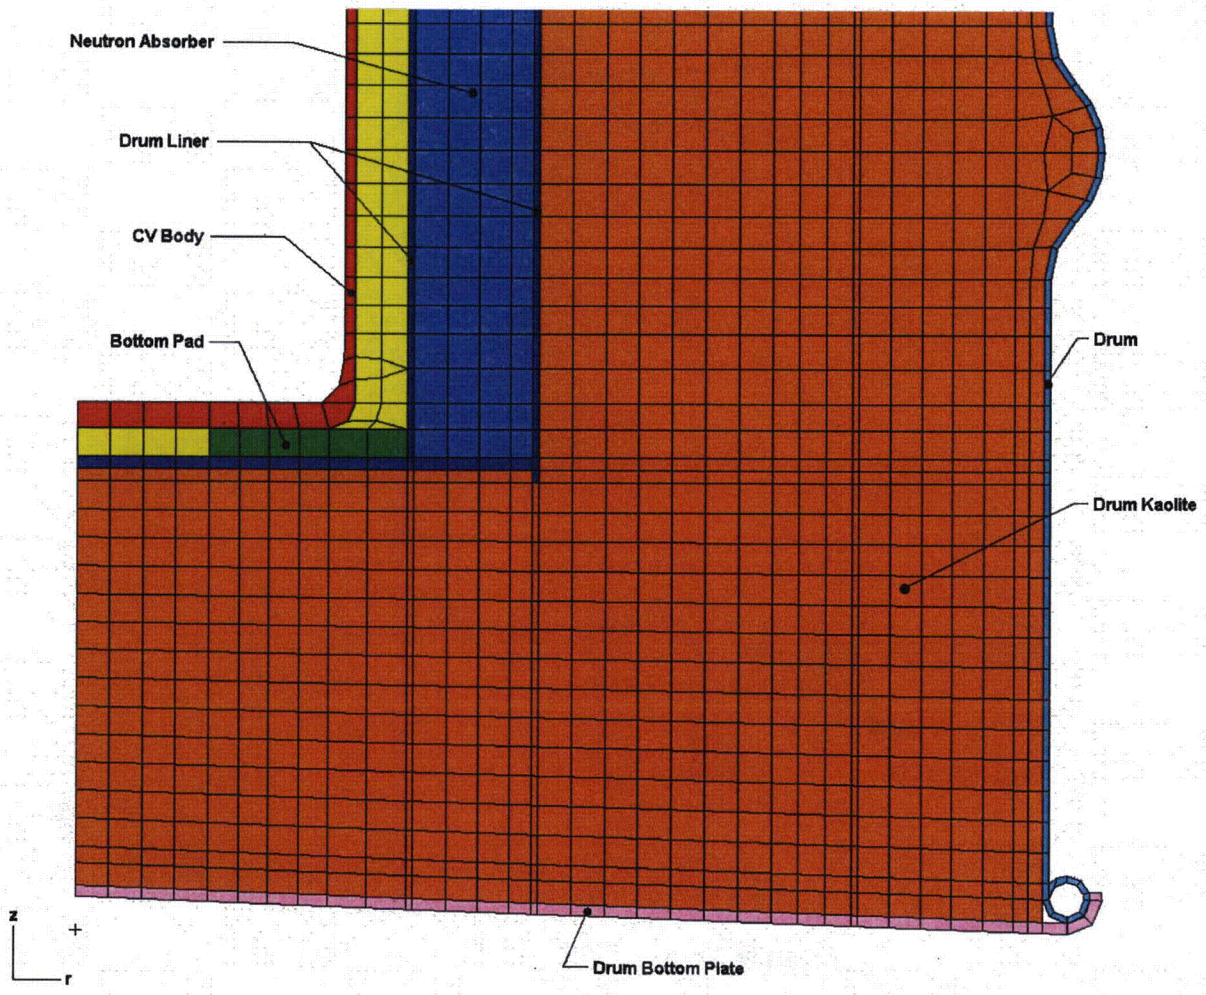 Neutron Absorber
Drum Liner
CV Body
Bottom Pad
Drum
Drum Kaolite
z
r
Drum Bottom Plate